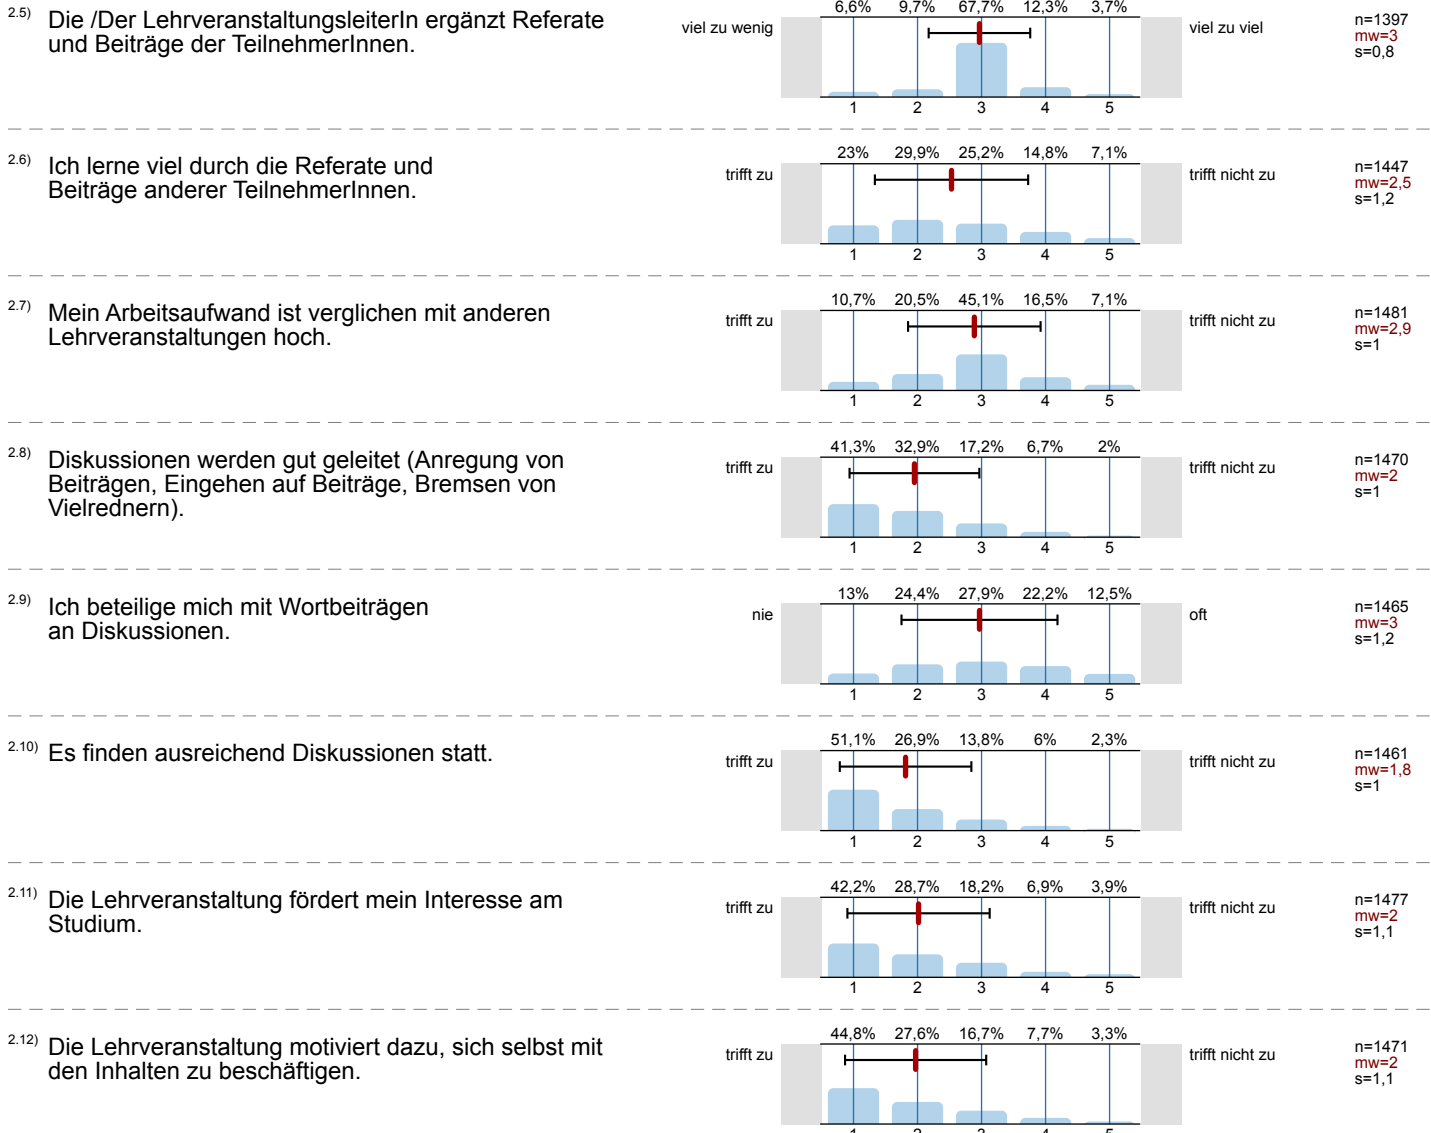 2.5) Die /Der LehrveranstaltungsleiterIn ergänzt Referate
und Beiträge der TeilnehmerInnen.
viel zu wenig
6,6% 9,7% 67,7% 12,3% 3,7%
1 2 3 4 5
viel zu viel
n=1397
mw=3
s=0,8
2.6) Ich lerne viel durch die Referate und
Beiträge anderer TeilnehmerInnen.
trifft zu
23% 29,9% 25,2% 14,8% 7,1%
1 2 3 4 5
trifft nicht zu
n=1447
mw=2,5
s=1,2
2.7) Mein Arbeitsaufwand ist verglichen mit anderen
Lehrveranstaltungen hoch.
trifft zu
10,7% 20,5% 45,1% 16,5% 7,1%
1 2 3 4 5
trifft nicht zu
n=1481
mw=2,9
s=1
2.8) Diskussionen werden gut geleitet (Anregung von
Beiträgen, Eingehen auf Beiträge, Bremsen von
Vielrednern).
trifft zu
41,3% 32,9% 17,2% 6,7% 2%
1 2 3 4 5
trifft nicht zu
n=1470
mw=2
s=1
2.9) Ich beteilige mich mit Wortbeiträgen
an Diskussionen.
nie
13% 24,4% 27,9% 22,2% 12,5%
1 2 3 4 5
oft
n=1465
mw=3
s=1,2
2.10) Es finden ausreichend Diskussionen statt.
trifft zu
51,1% 26,9% 13,8% 6% 2,3%
1 2 3 4 5
trifft nicht zu
n=1461
mw=1,8
s=1
2.11) Die Lehrveranstaltung fördert mein Interesse am
Studium.
trifft zu
42,2% 28,7% 18,2% 6,9% 3,9%
1 2 3 4 5
trifft nicht zu
n=1477
mw=2
s=1,1
2.12) Die Lehrveranstaltung motiviert dazu, sich selbst mit
den Inhalten zu beschäftigen.
trifft zu
44,8% 27,6% 16,7% 7,7% 3,3%
1 2 3 4 5
trifft nicht zu
n=1471
mw=2
s=1,1